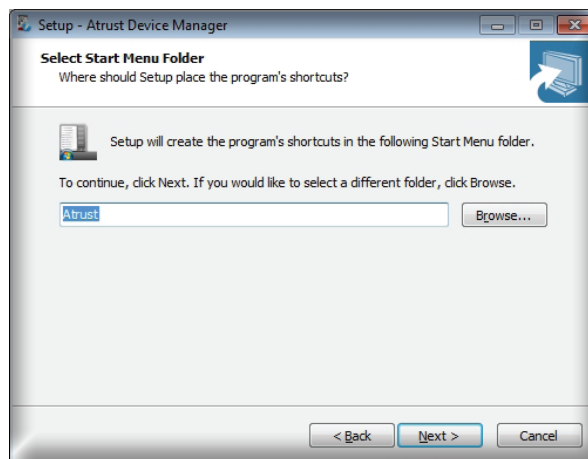 Setup - Atrust Device Manager
Select Start Menu Folder
Where should Setup place the program's shortcuts?
Setup will create the program's shortcuts in the following Start Menu folder.
To continue, click Next. If you would like to select a different folder, click Browse.
Atrust
Browse...
< Back
Next >
Cancel